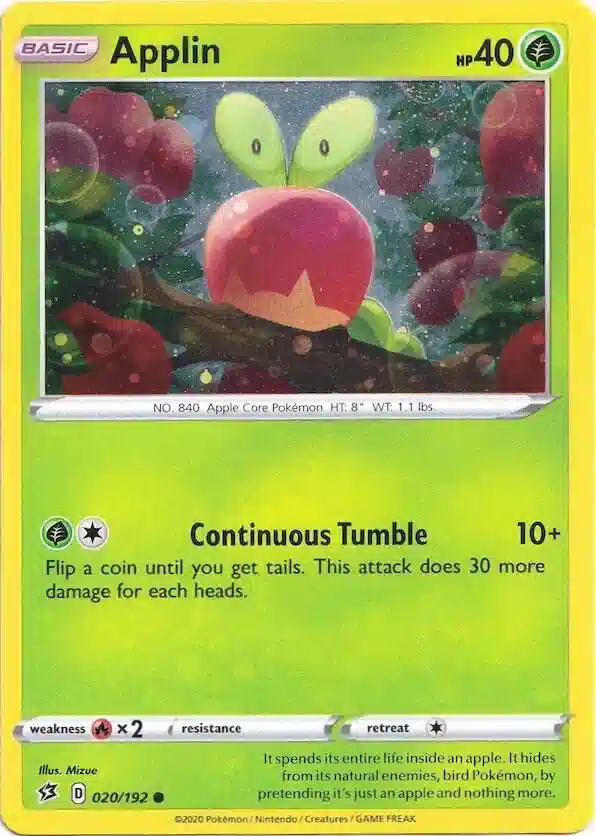 BASIC Applin HP40
NO. 840 Apple Core Pokémon HT: 8" WT: 1.1 lbs.
Continuous Tumble 10+
Flip a coin until you get tails. This attack does 30 more
damage for each heads.
weakness ×2 resistance retreat
Illus. Mizue
D 020/192
It spends its entire life inside an apple. It hides
from its natural enemies, bird Pokémon, by
pretending it's just an apple and nothing more.
©2020 Pokémon / Nintendo / Creatures / GAME FREAK